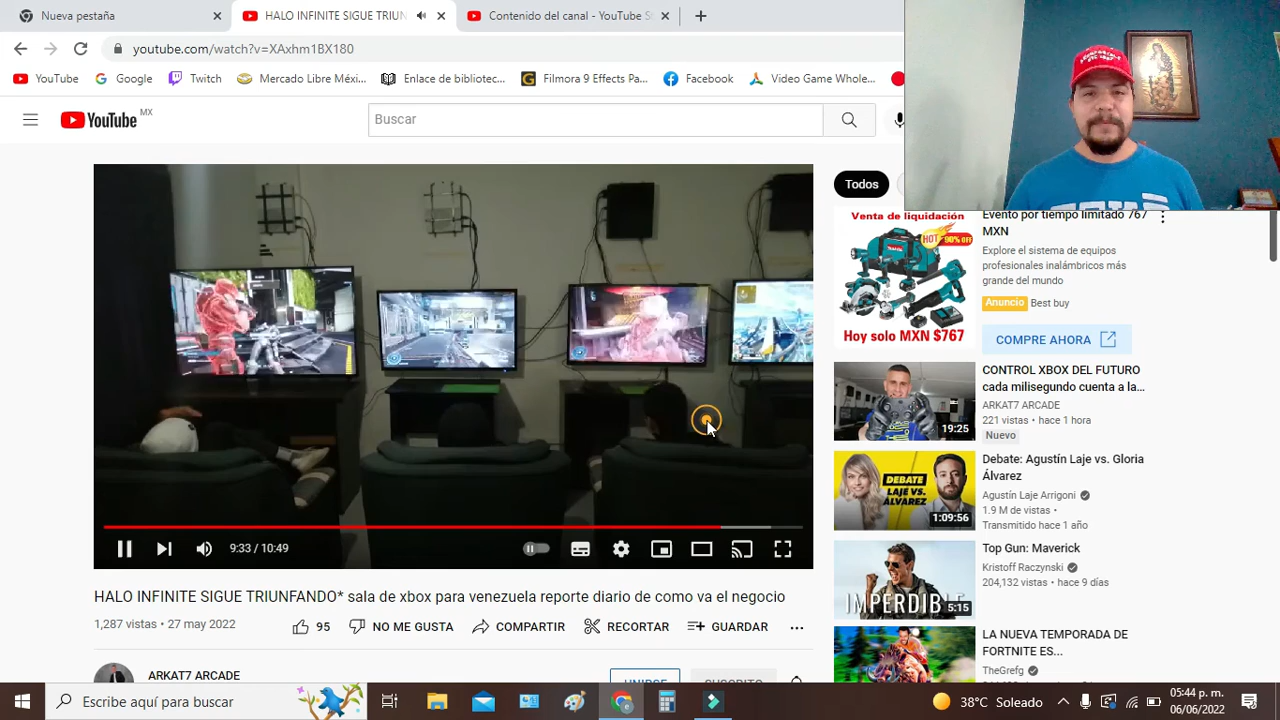 Nueva pestaña
HALO INFINITE SIGUE TRIUN
Contenido del canal - YouTube S
youtube.com/watch?v=XAxhm1BX180
YouTube
Google
Twitch
Mercado Libre Méxi...
Enlace de bibliotec...
Filmora 9 Effects Pa...
Facebook
Video Game Whole...
YouTube MX
Buscar
Todos
Venta de liquidación
HOT 90% OFF
Hoy solo MXN $767
Evento por tiempo limitado 767
MXN
Explore el sistema de equipos
profesionales inalámbricos más
grande del mundo
Anuncio Best buy
COMPRE AHORA
19:25
CONTROL XBOX DEL FUTURO
cada milisegundo cuenta a la...
ARKAT7 ARCADE
221 vistas • hace 1 hora
Nuevo
DEBATE
LAJE VS.
ÁLVAREZ
1:09:56
Debate: Agustín Laje vs. Gloria
Álvarez
Agustín Laje Arrigoni
1.9 M de vistas •
Transmitido hace 1 año
IMPERDIBLE
5:15
Top Gun: Maverick
Kristoff Raczynski
204,132 vistas • hace 9 días
LA NUEVA TEMPORADA DE
FORTNITE ES...
TheGrefg
9:33 / 10:49
HALO INFINITE SIGUE TRIUNFANDO* sala de xbox para venezuela reporte diario de como va el negocio
1,287 vistas • 27 may 2022
95
NO ME GUSTA
COMPARTIR
RECORTAR
GUARDAR
ARKAT7 ARCADE
UNIRSE
SUSCRITO
Escribe aquí para buscar
38°C Soleado
05:44 p. m.
06/06/2022